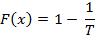 F(x) = 1 − 1/T